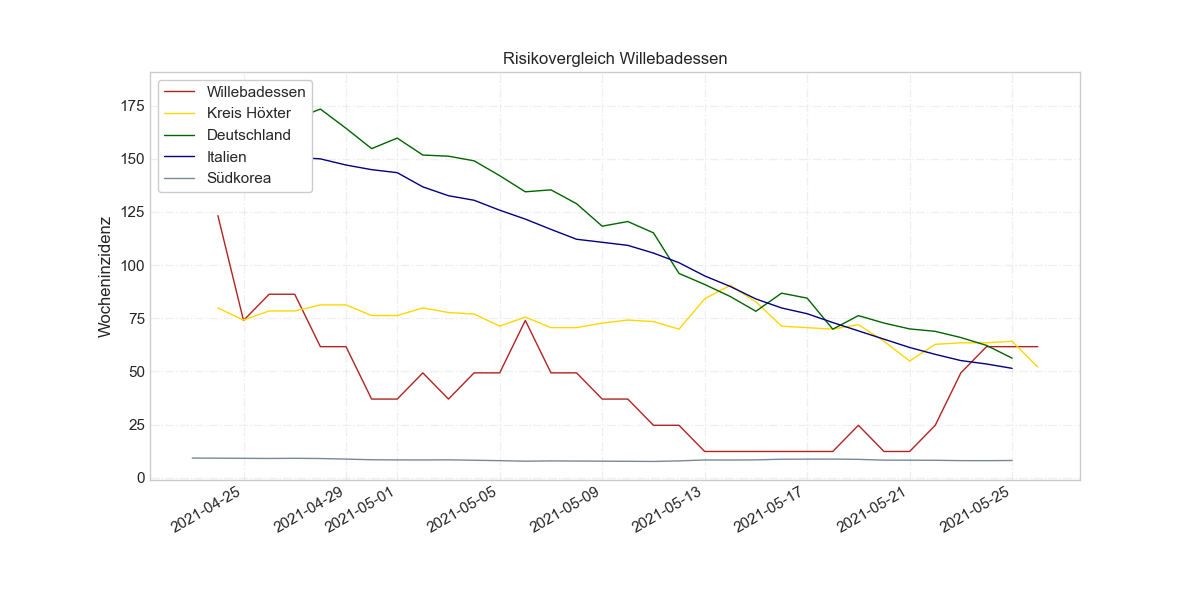 Risikovergleich Willebadessen
Willebadessen
Kreis Höxter
Deutschland
Italien
Südkorea
Wocheninzidenz
175
150
125
100
75
50
25
0
2021-04-25
2021-04-29
2021-05-01
2021-05-05
2021-05-09
2021-05-13
2021-05-17
2021-05-21
2021-05-25